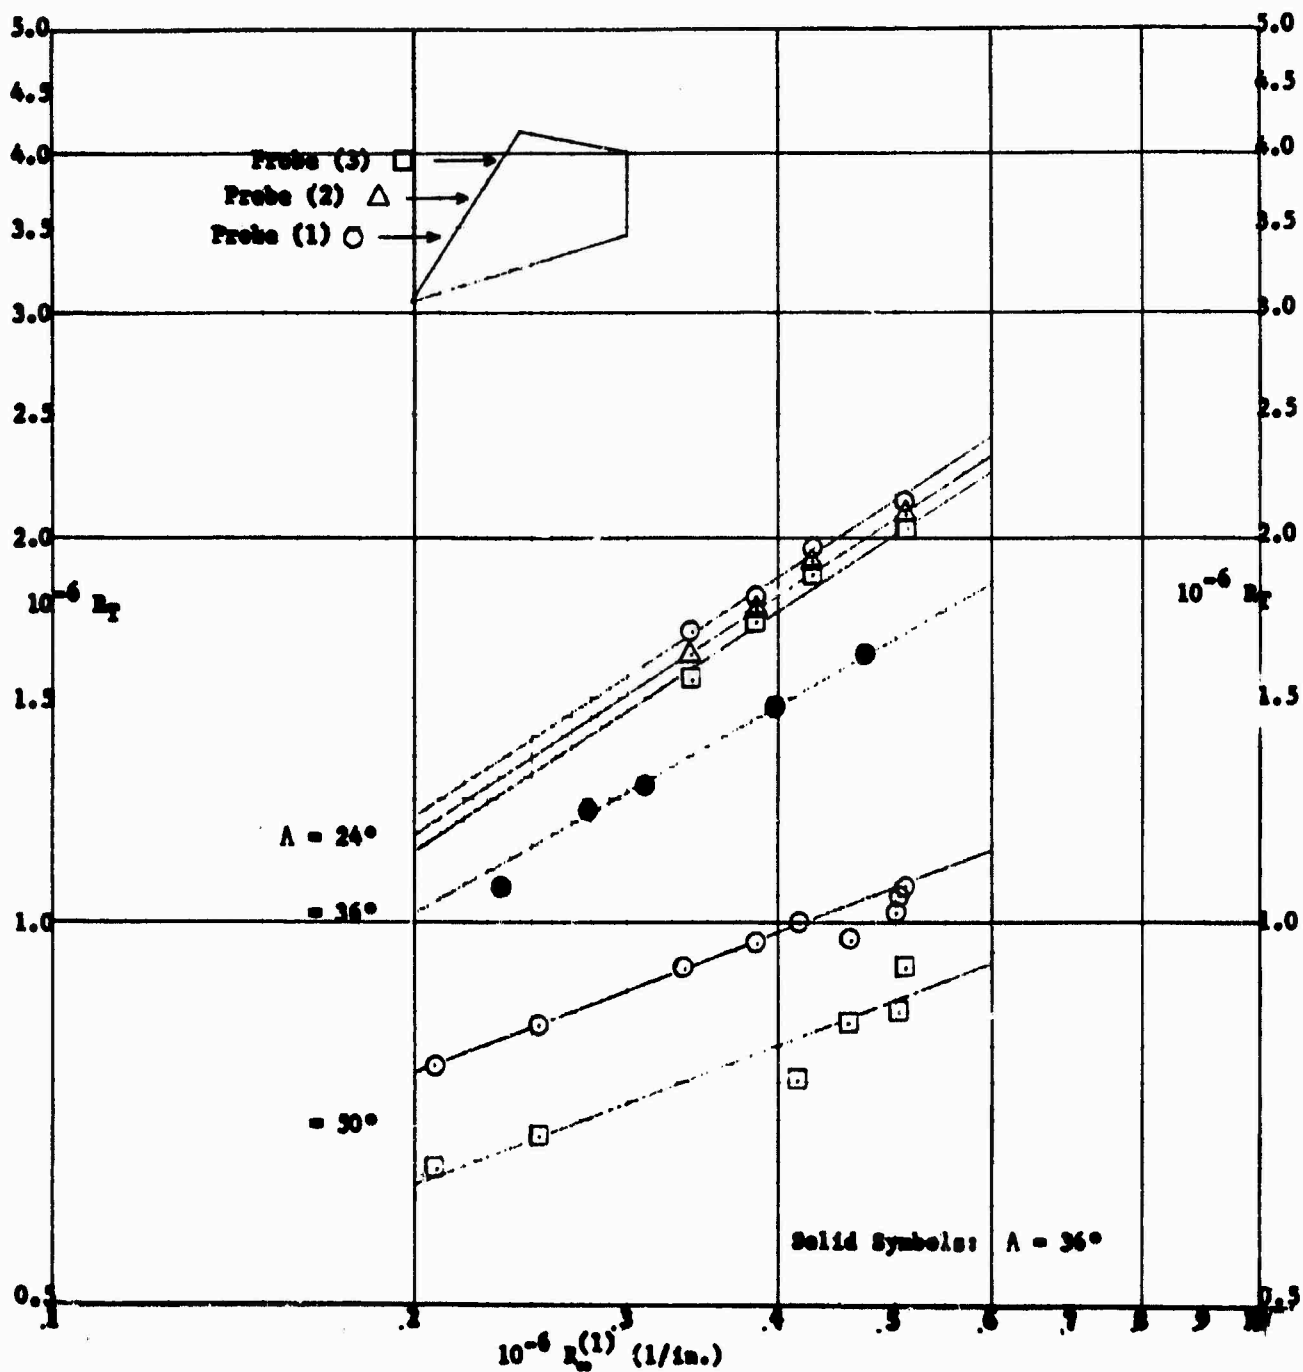 5.0 5.0
4.5 4.5
4.0 4.0
Probe (3)
Probe (2)
Probe (1)
3.5 3.5
3.0 3.0
2.5 2.5
2.0 2.0
10⁻⁶ R_T 10⁻⁶ R_T
1.5 1.5
Λ = 24°
= 36°
1.0 1.0
= 50°
Solid Symbols: Λ = 36°
0.5 0.5
.1 .2 .3 .4 .5 .6 .7 .8 .9
10⁻⁶ R_∞⁽¹⁾ (1/in.)